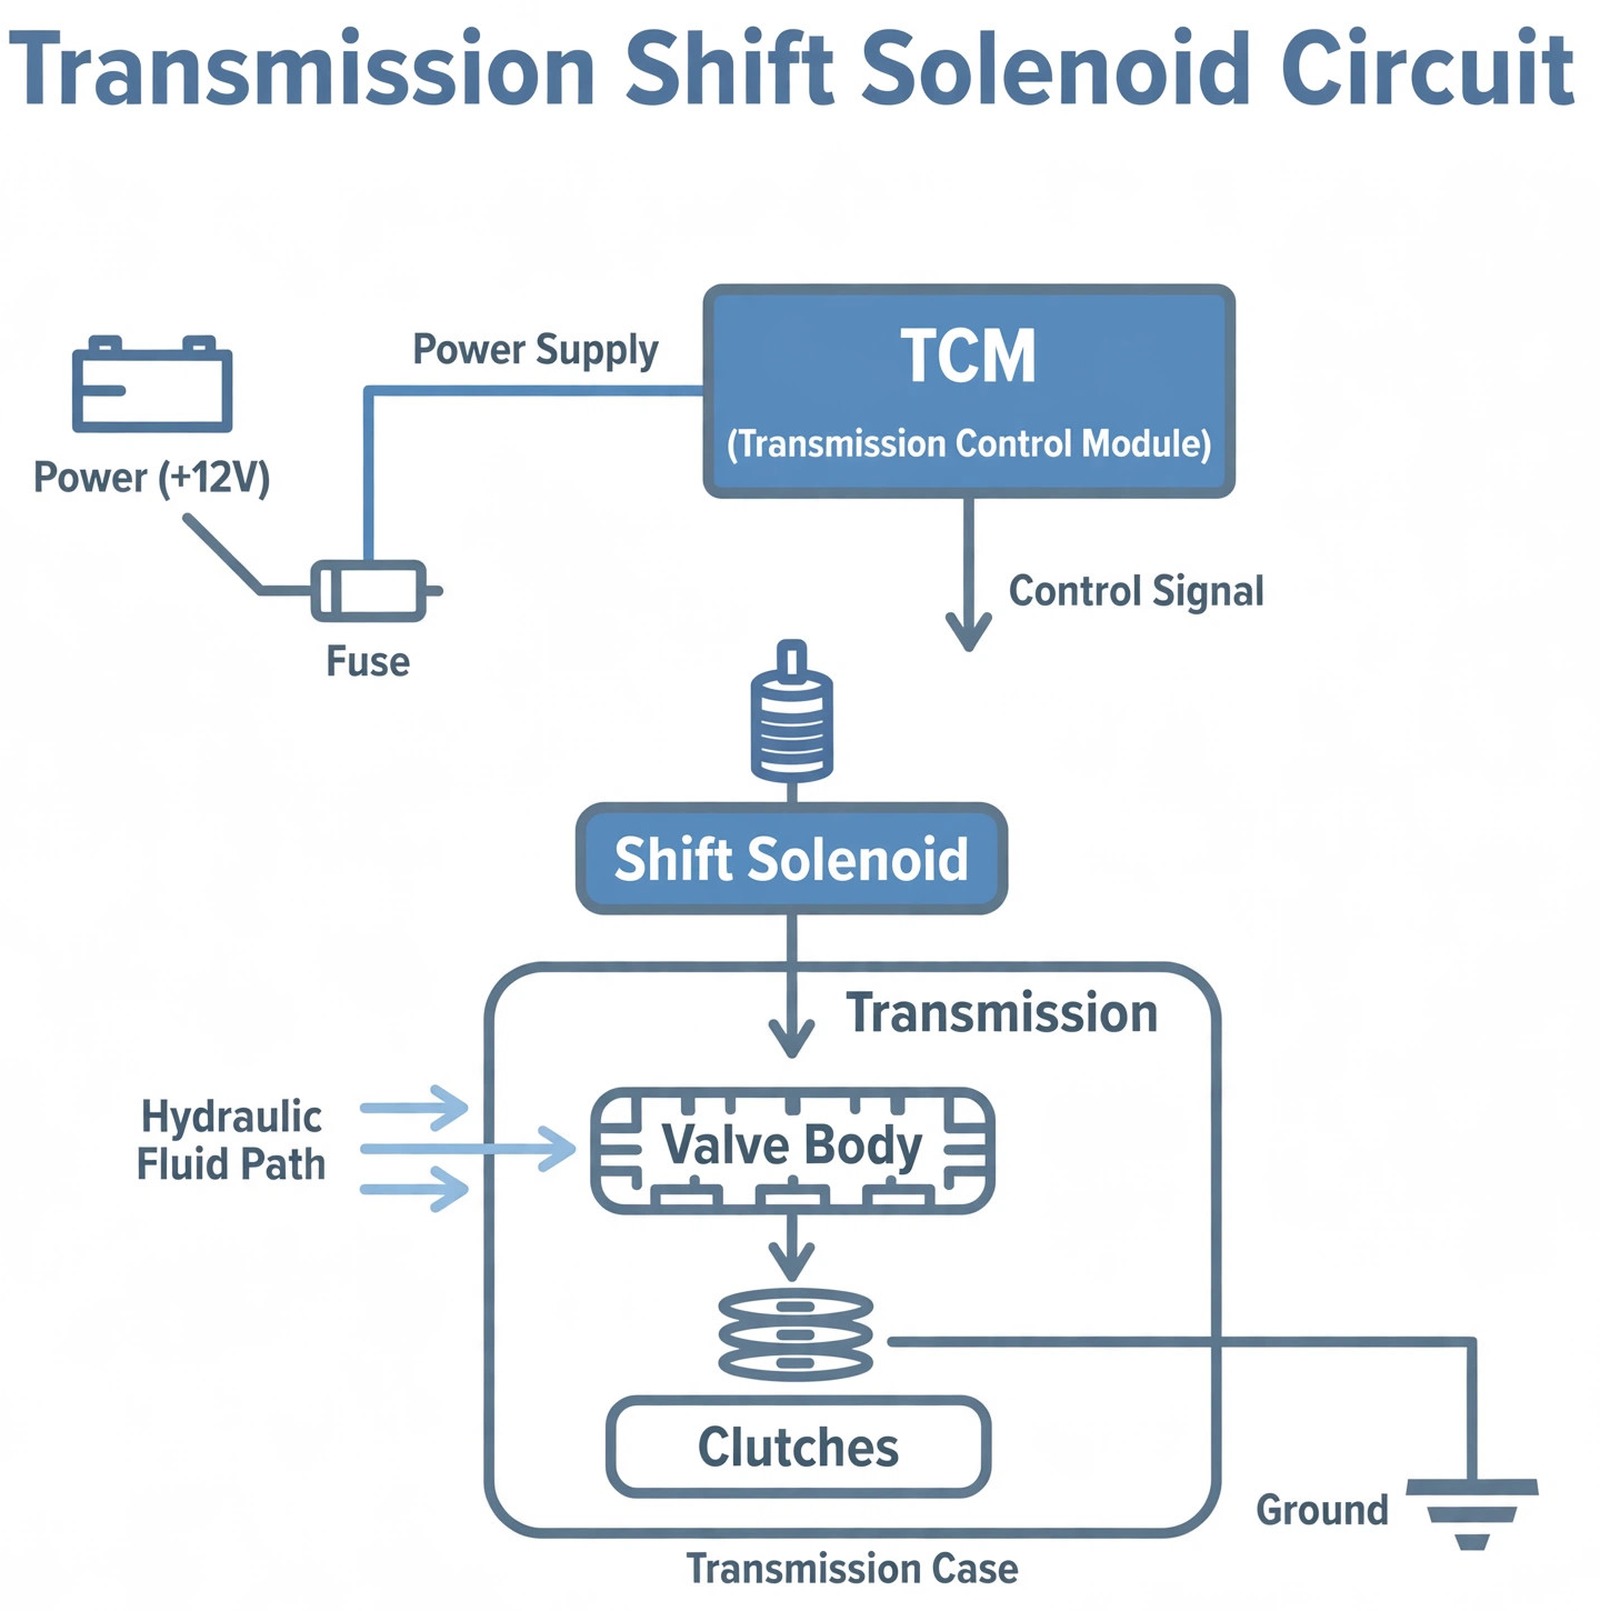 Transmission Shift Solenoid Circuit
Power Supply
TCM
(Transmission Control Module)
Power (+12V)
Control Signal
Fuse
Shift Solenoid
Transmission
Hydraulic
Fluid Path
Valve Body
Clutches
Ground
Transmission Case